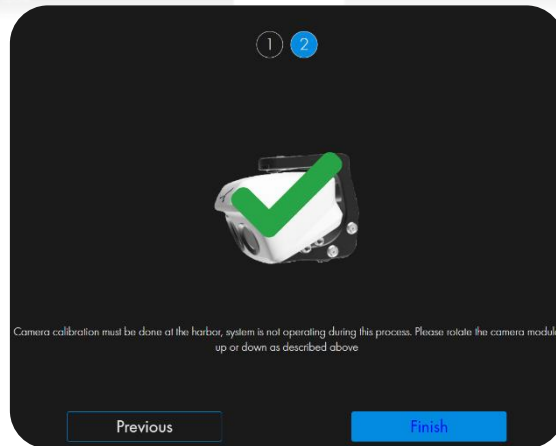 1 2
Camera calibration must be done at the harbor, system is not operating during this process. Please rotate the camera module
up or down as described above
Previous Finish